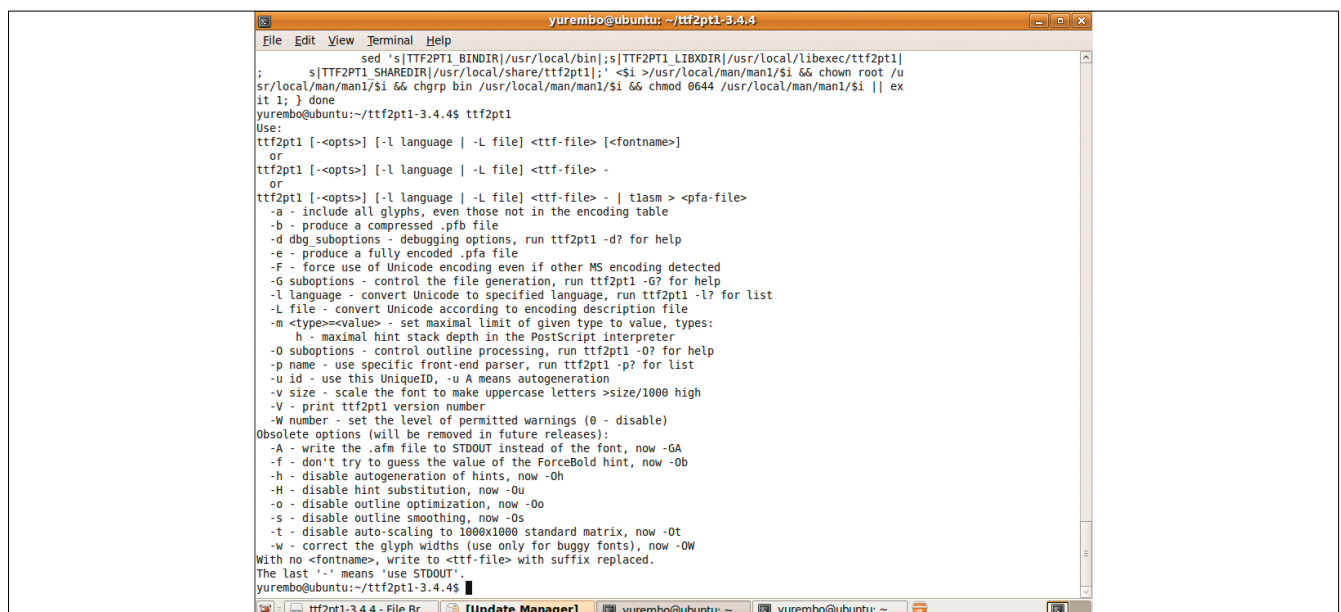 yurembo@ubuntu: ~/ttf2pt1-3.4.4
File Edit View Terminal Help
sed 's|TTF2PT1_BINDIR|/usr/local/bin|;s|TTF2PT1_LIBXDIR|/usr/local/libexec/ttf2pt1|
; s|TTF2PT1_SHAREDIR|/usr/local/share/ttf2pt1|;' <$i >/usr/local/man/man1/$i && chown root /u
sr/local/man/man1/$i && chgrp bin /usr/local/man/man1/$i && chmod 0644 /usr/local/man/man1/$i || ex
it 1; } done
yurembo@ubuntu:~/ttf2pt1-3.4.4$ ttf2pt1
Use:
ttf2pt1 [-<opts>] [-l language | -L file] <ttf-file> [<fontname>]
or
ttf2pt1 [-<opts>] [-l language | -L file] <ttf-file> -
or
ttf2pt1 [-<opts>] [-l language | -L file] <ttf-file> - | t1asm > <pfa-file>
-a - include all glyphs, even those not in the encoding table
-b - produce a compressed .pfb file
-d dbg_suboptions - debugging options, run ttf2pt1 -d? for help
-e - produce a fully encoded .pfa file
-F - force use of Unicode encoding even if other MS encoding detected
-G suboptions - control the file generation, run ttf2pt1 -G? for help
-l language - convert Unicode to specified language, run ttf2pt1 -l? for list
-L file - convert Unicode according to encoding description file
-m <type>=<value> - set maximal limit of given type to value, types:
h - maximal hint stack depth in the PostScript interpreter
-O suboptions - control outline processing, run ttf2pt1 -O? for help
-p name - use specific front-end parser, run ttf2pt1 -p? for list
-u id - use this UniqueID, -u A means autogeneration
-v size - scale the font to make uppercase letters >size/1000 high
-V - print ttf2pt1 version number
-W number - set the level of permitted warnings (0 - disable)
Obsolete options (will be removed in future releases):
-A - write the .afm file to STDOUT instead of the font, now -GA
-f - don't try to guess the value of the ForceBold hint, now -Ob
-h - disable autogeneration of hints, now -Oh
-H - disable hint substitution, now -Ou
-o - disable outline optimization, now -Oo
-s - disable outline smoothing, now -Os
-t - disable auto-scaling to 1000x1000 standard matrix, now -Ot
-w - correct the glyph widths (use only for buggy fonts), now -OW
With no <fontname>, write to <ttf-file> with suffix replaced.
The last '-' means 'use STDOUT'.
yurembo@ubuntu:~/ttf2pt1-3.4.4$
ttf2pt1-3.4.4 - File Br... [Update Manager] yurembo@ubuntu: ~... yurembo@ubuntu: ~...